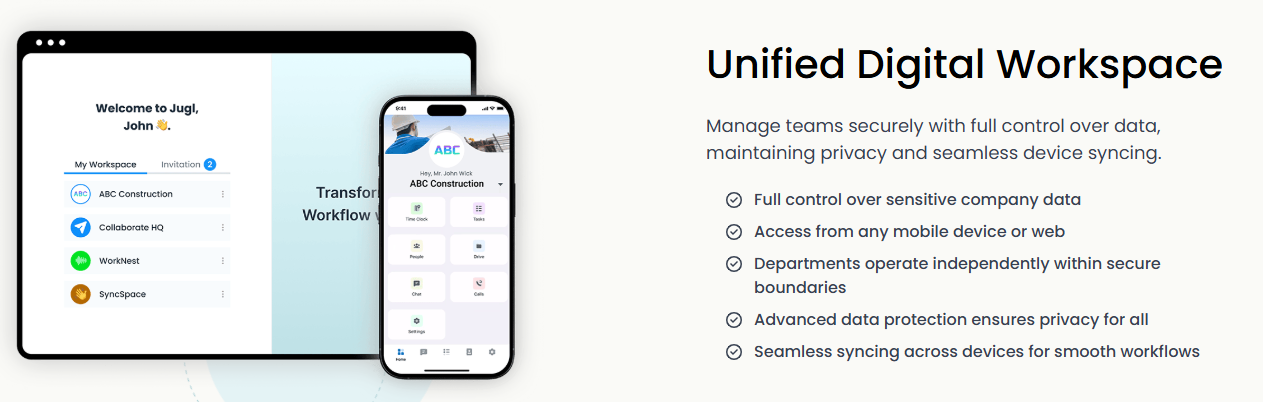 Welcome to Jugl,
John 👋.
My Workspace Invitation 2
ABC ABC Construction
Collaborate HQ
WorkNest
SyncSpace
Transfor
Workflow
9:41
ABC
Hey, Mr. John Wick
ABC Construction
Time Clock Tasks
People Drive
Chat Calls
Settings
Home
Unified Digital Workspace
Manage teams securely with full control over data,
maintaining privacy and seamless device syncing.
Full control over sensitive company data
Access from any mobile device or web
Departments operate independently within secure
boundaries
Advanced data protection ensures privacy for all
Seamless syncing across devices for smooth workflows